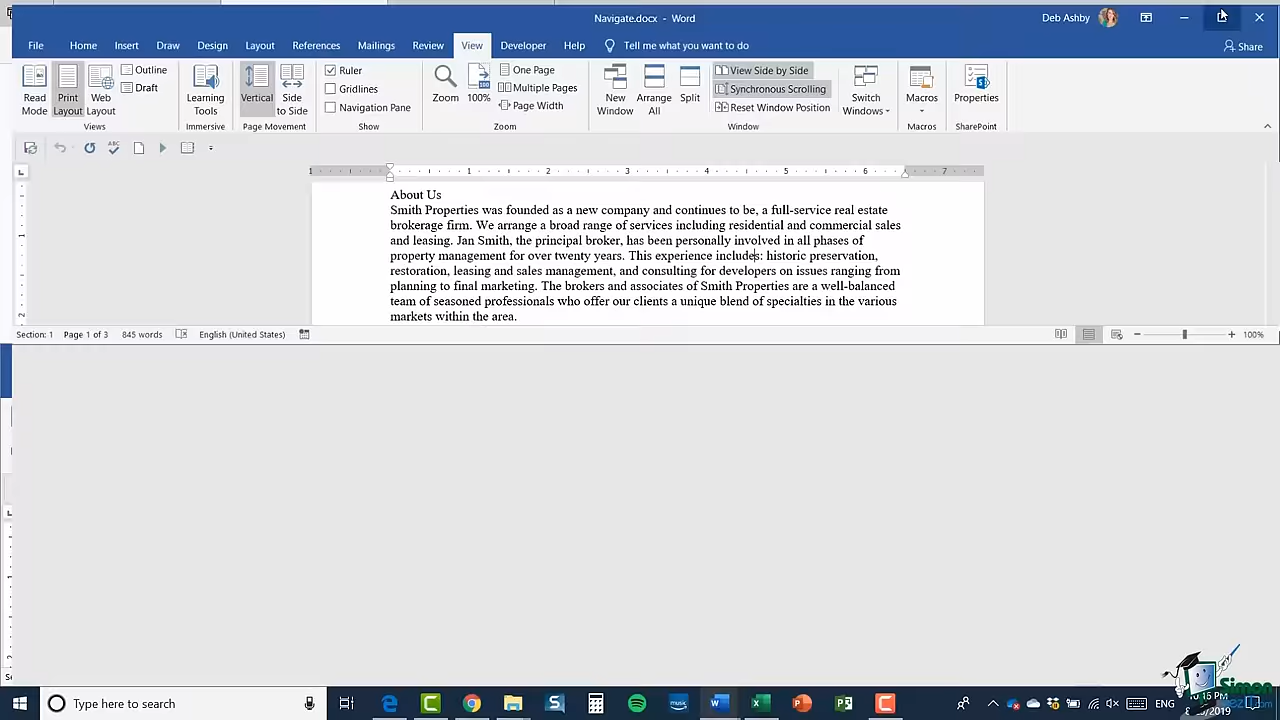 Navigate.docx - Word
Deb Ashby
File Home Insert Draw Design Layout References Mailings Review View Developer Help Tell me what you want to do
Share
Read Mode
Print Layout
Web Layout
Outline
Draft
Views
Learning Tools
Immersive
Vertical
Side to Side
Page Movement
Ruler
Gridlines
Navigation Pane
Show
Zoom
100%
One Page
Multiple Pages
Page Width
Zoom
New Window
Arrange All
Split
View Side by Side
Synchronous Scrolling
Reset Window Position
Window
Switch Windows
Macros
Macros
Properties
SharePoint
1 1 2 3 4 5 6 7
About Us
Smith Properties was founded as a new company and continues to be, a full-service real estate
brokerage firm. We arrange a broad range of services including residential and commercial sales
and leasing. Jan Smith, the principal broker, has been personally involved in all phases of
property management for over twenty years. This experience includes: historic preservation,
restoration, leasing and sales management, and consulting for developers on issues ranging from
planning to final marketing. The brokers and associates of Smith Properties are a well-balanced
team of seasoned professionals who offer our clients a unique blend of specialties in the various
markets within the area.
Section: 1 Page 1 of 3 845 words English (United States) 100%
Type here to search
ENG
Simon